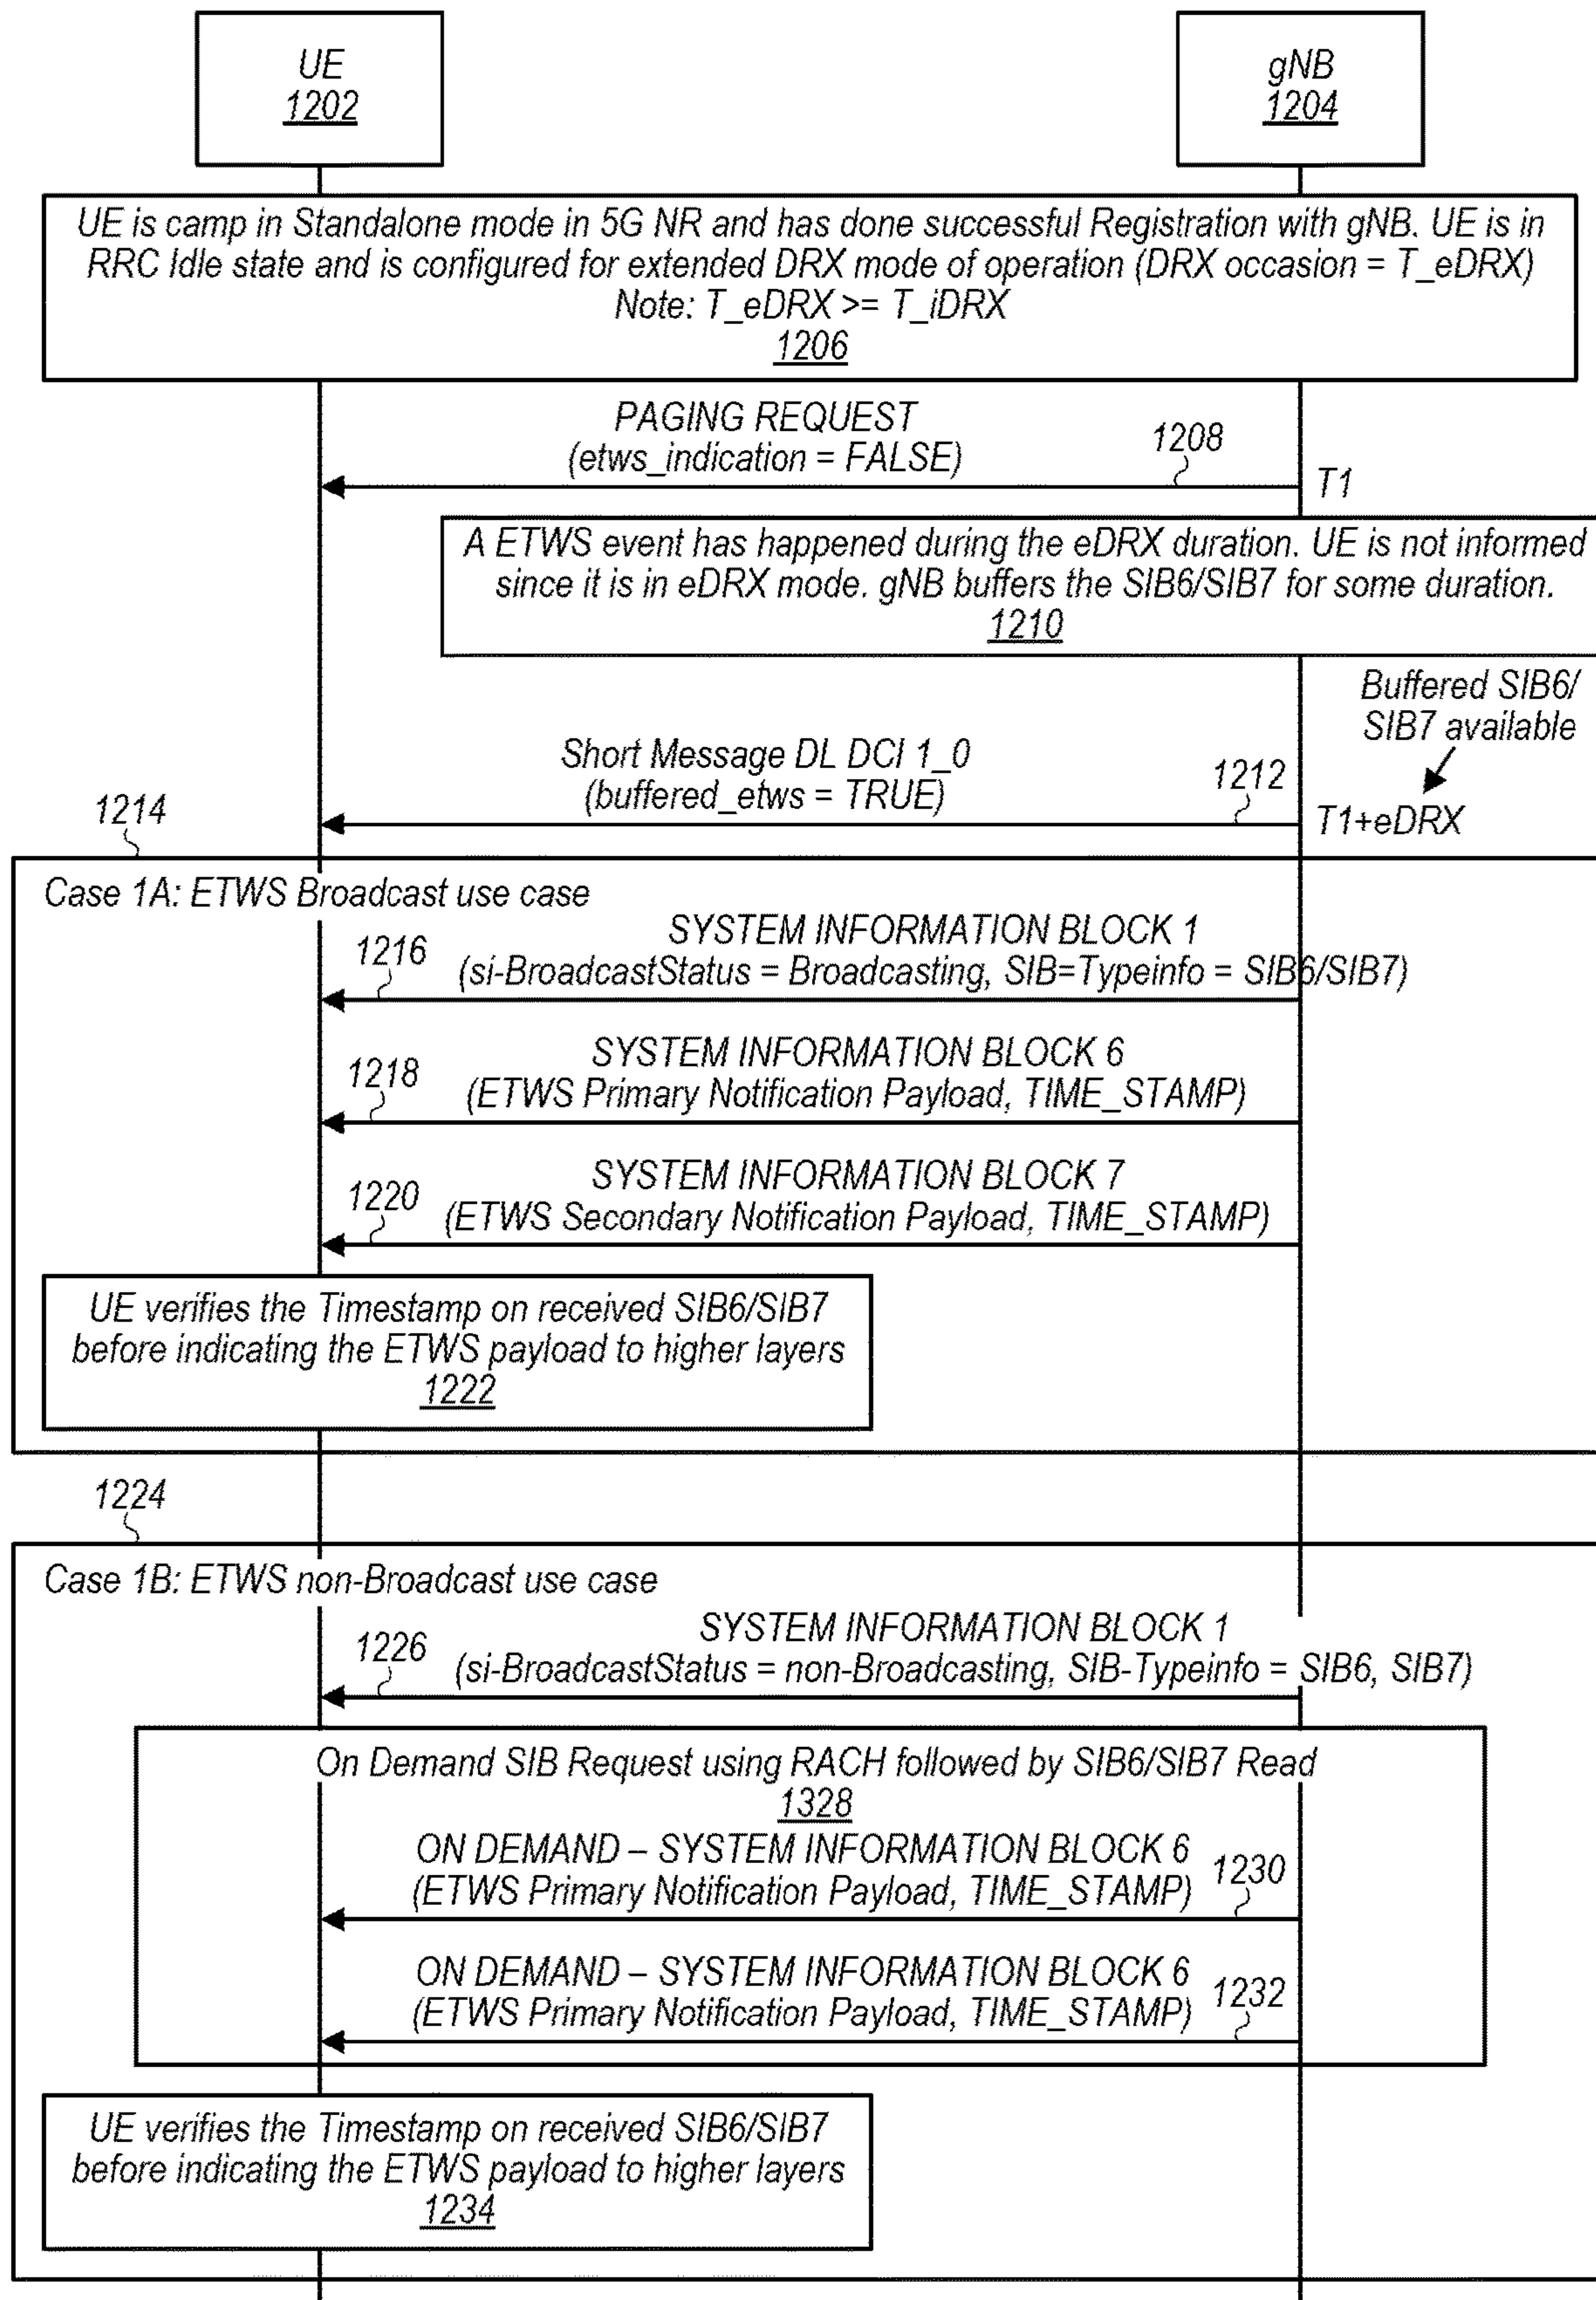 UE
1202
gNB
1204
UE is camp in Standalone mode in 5G NR and has done successful Registration with gNB. UE is in
RRC Idle state and is configured for extended DRX mode of operation (DRX occasion = T_eDRX)
Note: T_eDRX >= T_iDRX
1206
PAGING REQUEST
(etws_indication = FALSE)
1208
T1
A ETWS event has happened during the eDRX duration. UE is not informed
since it is in eDRX mode. gNB buffers the SIB6/SIB7 for some duration.
1210
Buffered SIB6/
SIB7 available
Short Message DL DCI 1_0
(buffered_etws = TRUE)
1212
T1+eDRX
1214
Case 1A: ETWS Broadcast use case
SYSTEM INFORMATION BLOCK 1
1216
(si-BroadcastStatus = Broadcasting, SIB=Typeinfo = SIB6/SIB7)
SYSTEM INFORMATION BLOCK 6
1218
(ETWS Primary Notification Payload, TIME_STAMP)
SYSTEM INFORMATION BLOCK 7
1220
(ETWS Secondary Notification Payload, TIME_STAMP)
UE verifies the Timestamp on received SIB6/SIB7
before indicating the ETWS payload to higher layers
1222
1224
Case 1B: ETWS non-Broadcast use case
SYSTEM INFORMATION BLOCK 1
1226
(si-BroadcastStatus = non-Broadcasting, SIB-Typeinfo = SIB6, SIB7)
On Demand SIB Request using RACH followed by SIB6/SIB7 Read
1328
ON DEMAND – SYSTEM INFORMATION BLOCK 6
(ETWS Primary Notification Payload, TIME_STAMP)
1230
ON DEMAND – SYSTEM INFORMATION BLOCK 6
(ETWS Primary Notification Payload, TIME_STAMP)
1232
UE verifies the Timestamp on received SIB6/SIB7
before indicating the ETWS payload to higher layers
1234